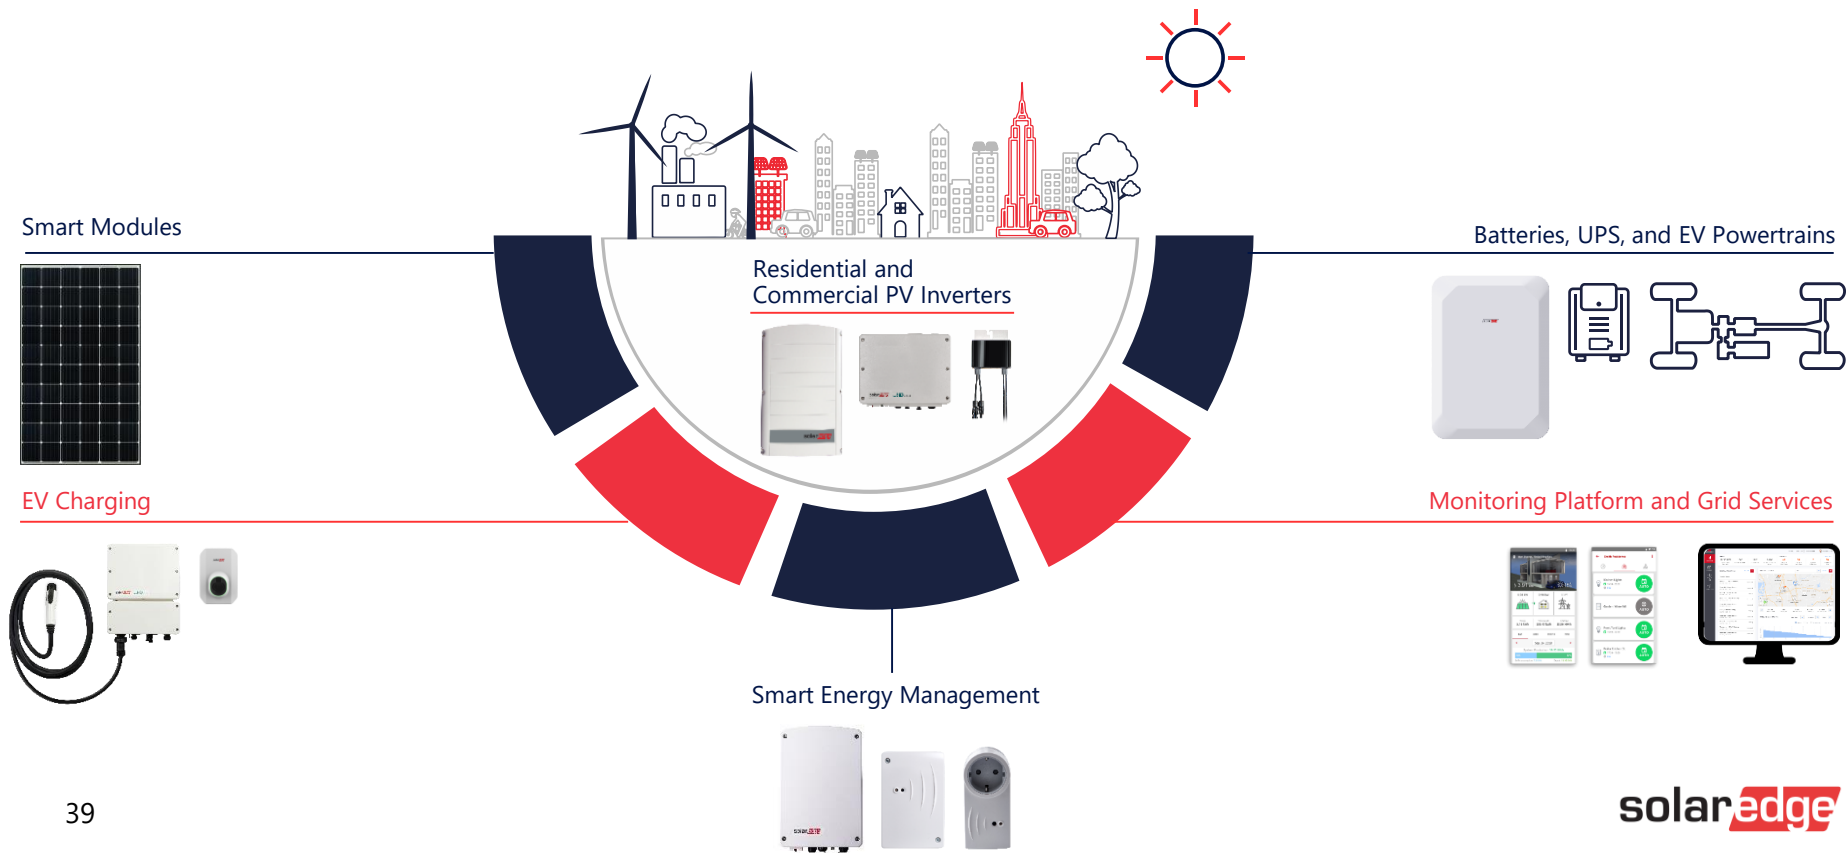 Smart Modules
Batteries, UPS, and EV Powertrains
Residential and
Commercial PV Inverters
EV Charging
Monitoring Platform and Grid Services
Smart Energy Management
39
solaredge